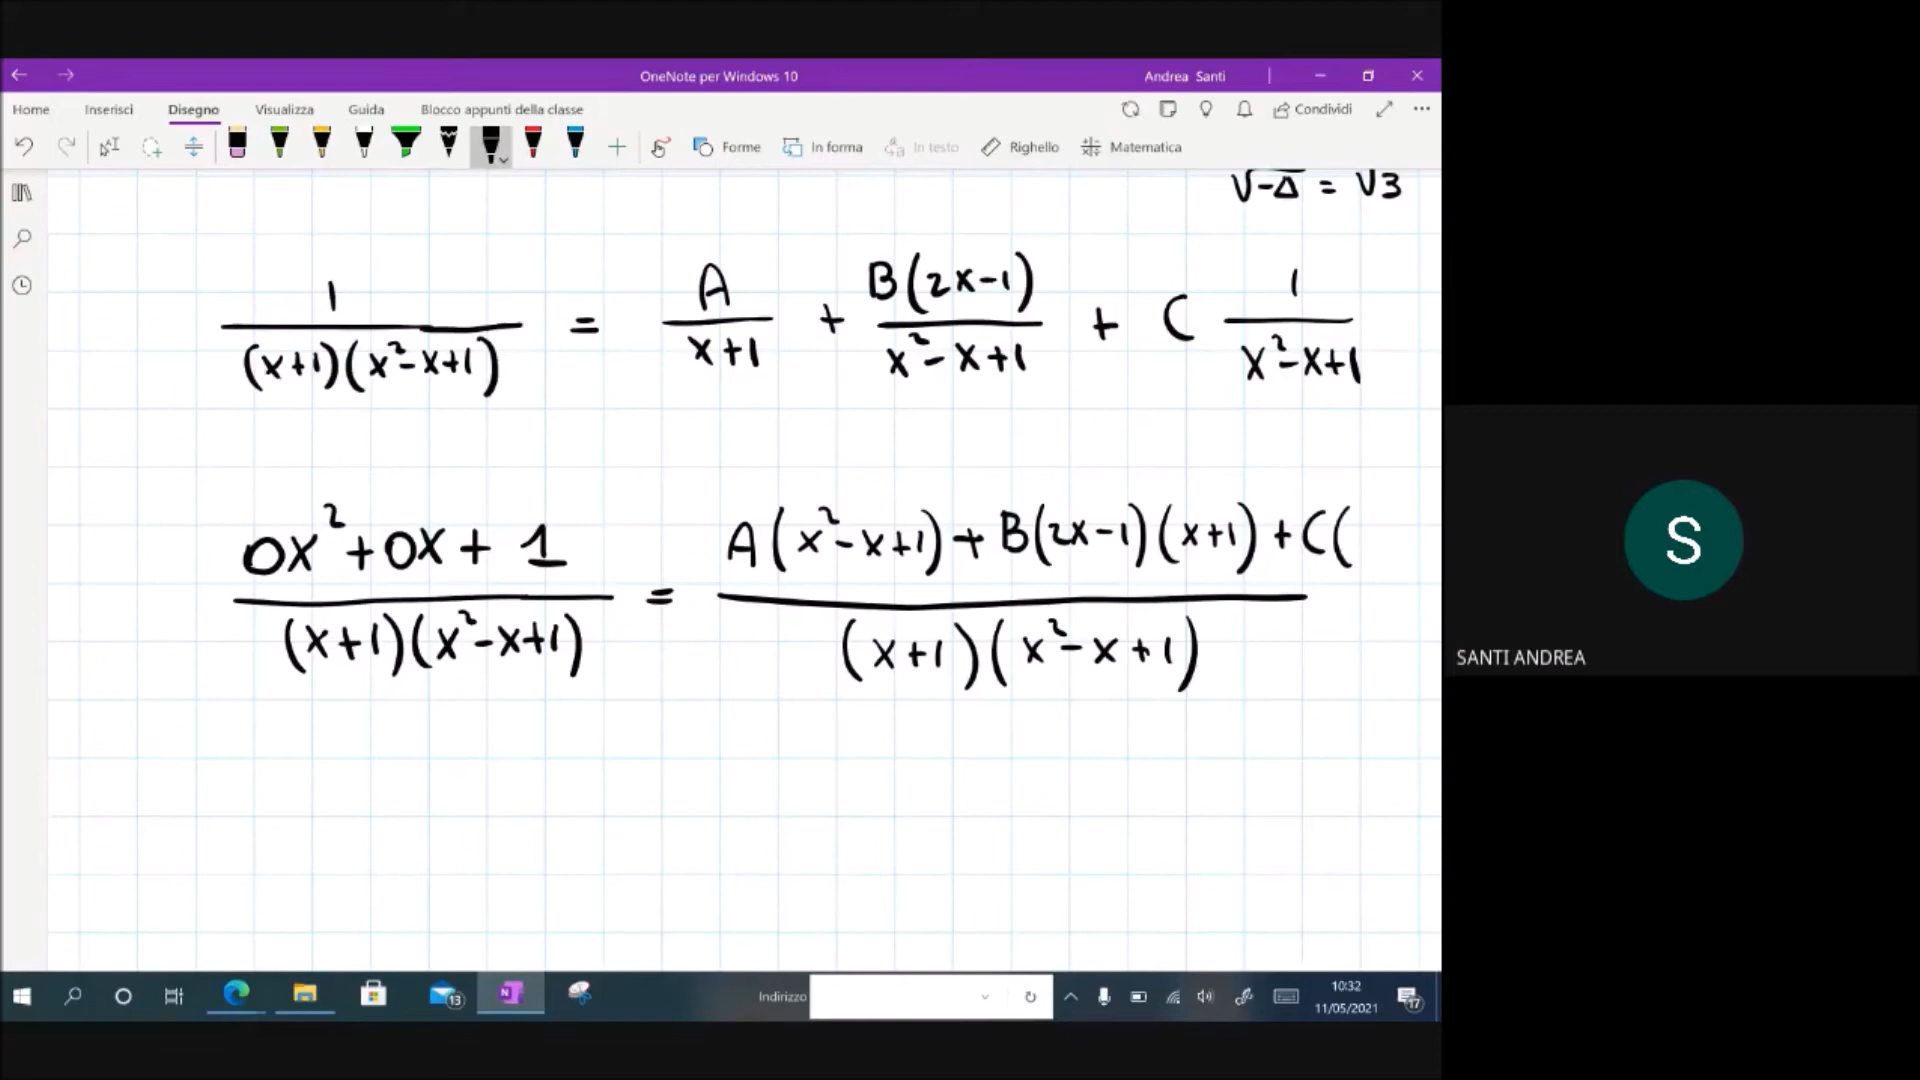 OneNote per Windows 10
Andrea Santi
Home Inserisci Disegno Visualizza Guida Blocco appunti della classe Condividi
Forme In forma In testo Righello Matematica
√-Δ = √3
1 / (x+1)(x²-x+1) = A / x+1 + B(2x-1) / x²-x+1 + C 1 / x²-x+1
0x²+0x+1 / (x+1)(x²-x+1) = A(x²-x+1)+B(2x-1)(x+1)+C( / (x+1)(x²-x+1)
S
SANTI ANDREA
13
Indirizzo
10:32
11/05/2021
17